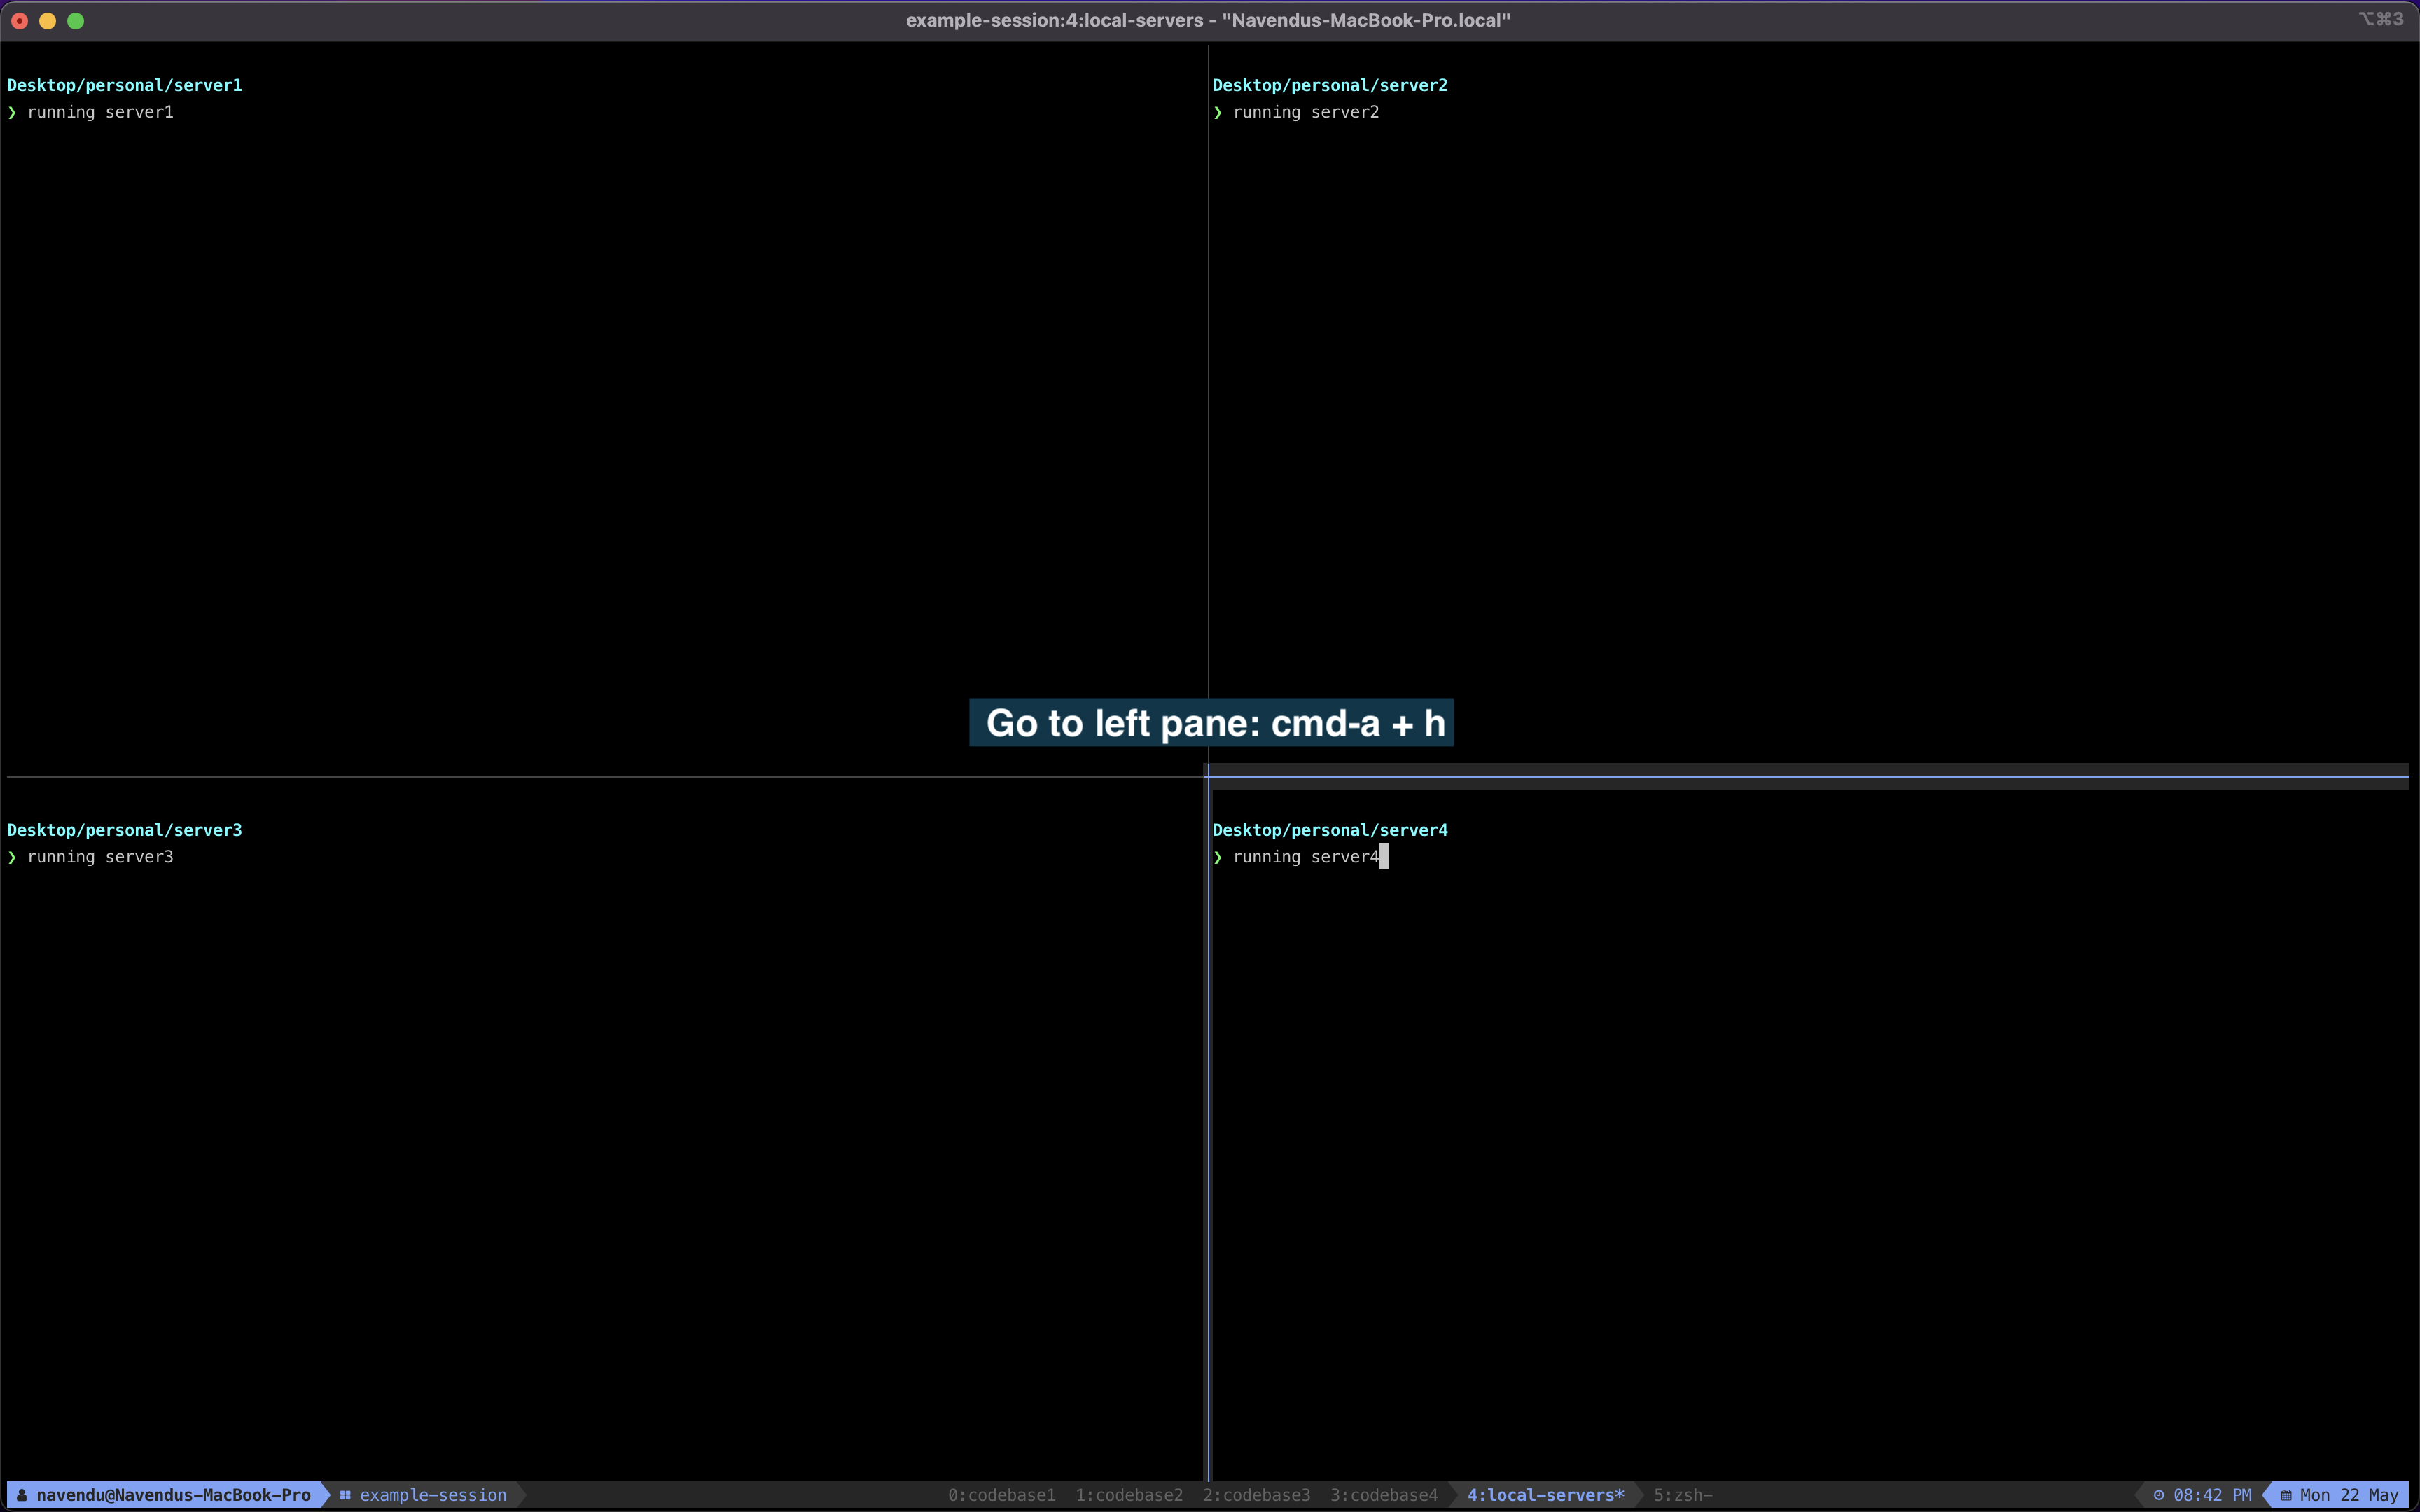 example-session:4:local-servers - "Navendus-MacBook-Pro.local"
⌥⌘3
Desktop/personal/server1
❯ running server1
Desktop/personal/server2
❯ running server2
Go to left pane: cmd-a + h
Desktop/personal/server3
❯ running server3
Desktop/personal/server4
❯ running server4
navendu@Navendus-MacBook-Pro example-session 0:codebase1 1:codebase2 2:codebase3 3:codebase4 4:local-servers* 5:zsh- 08:42 PM Mon 22 May